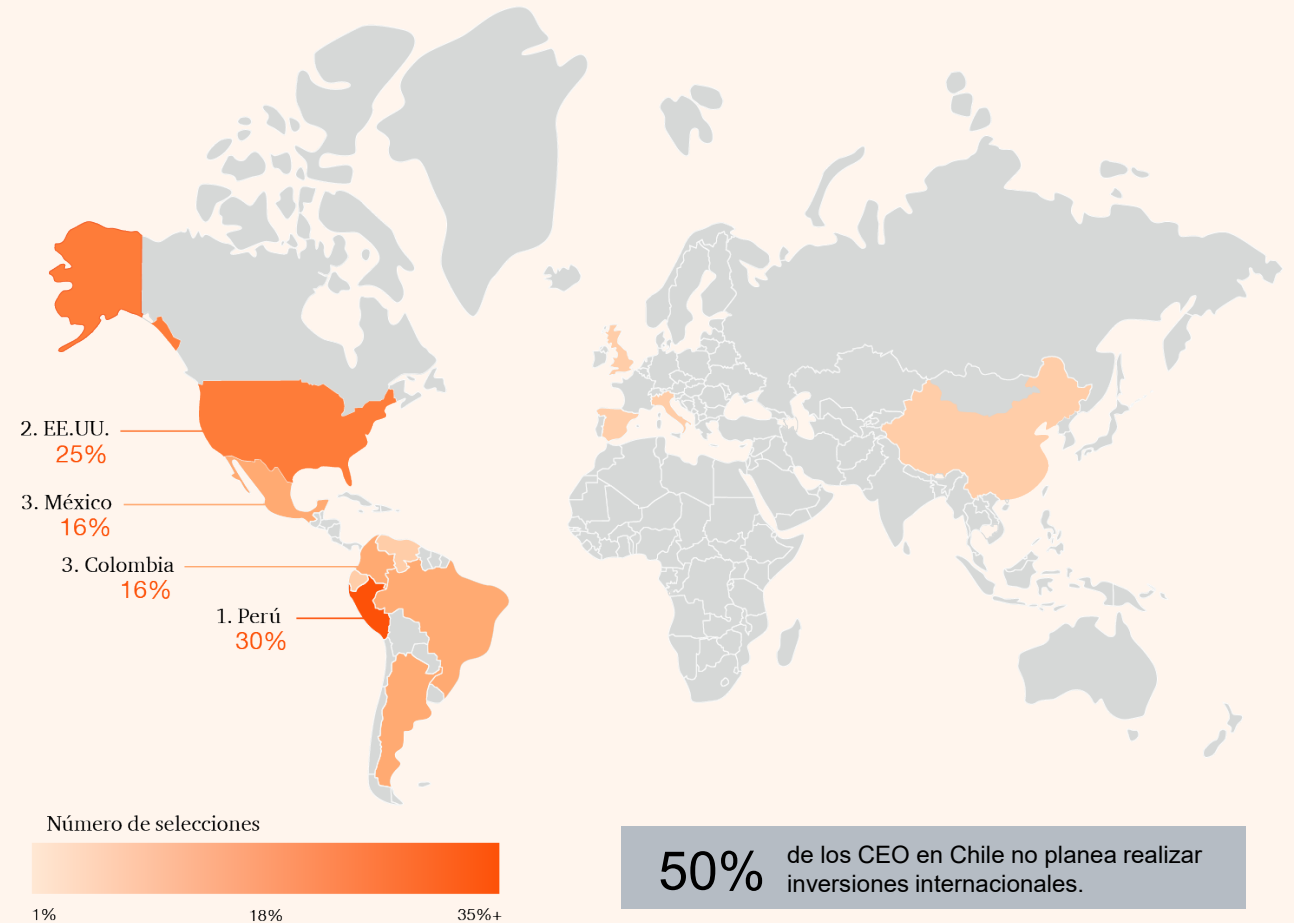 2. EE.UU.
25%
3. México
16%
3. Colombia
16%
1. Perú
30%
Número de selecciones
1%
18%
35%+
50%
de los CEO en Chile no planea realizar
inversiones internacionales.